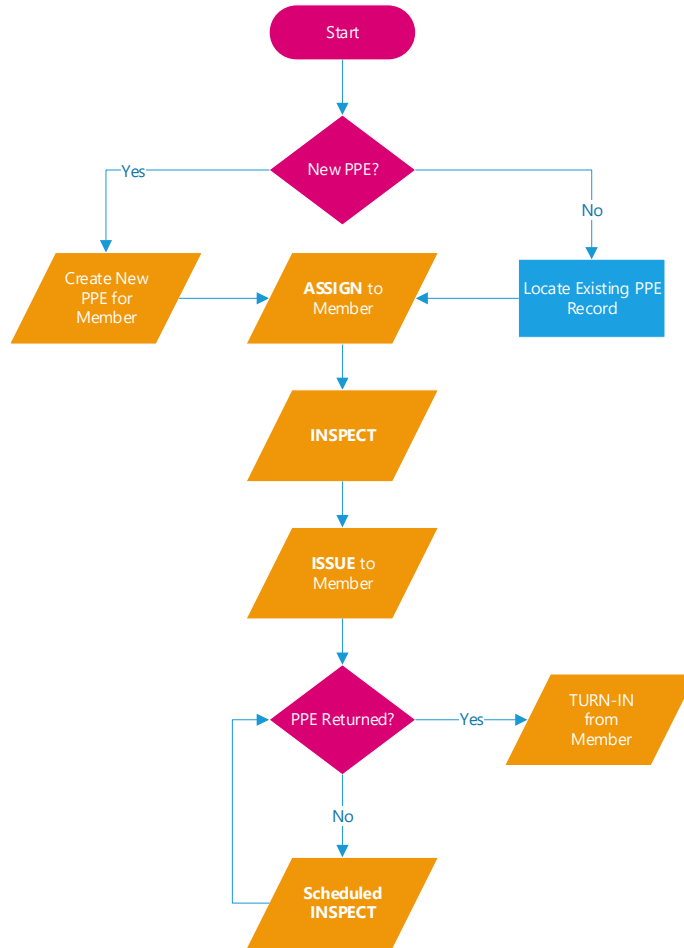 Start
New PPE?
Yes
No
Create New
PPE for
Member
ASSIGN to
Member
Locate Existing PPE
Record
INSPECT
ISSUE to
Member
PPE Returned?
Yes
TURN-IN
from
Member
No
Scheduled
INSPECT